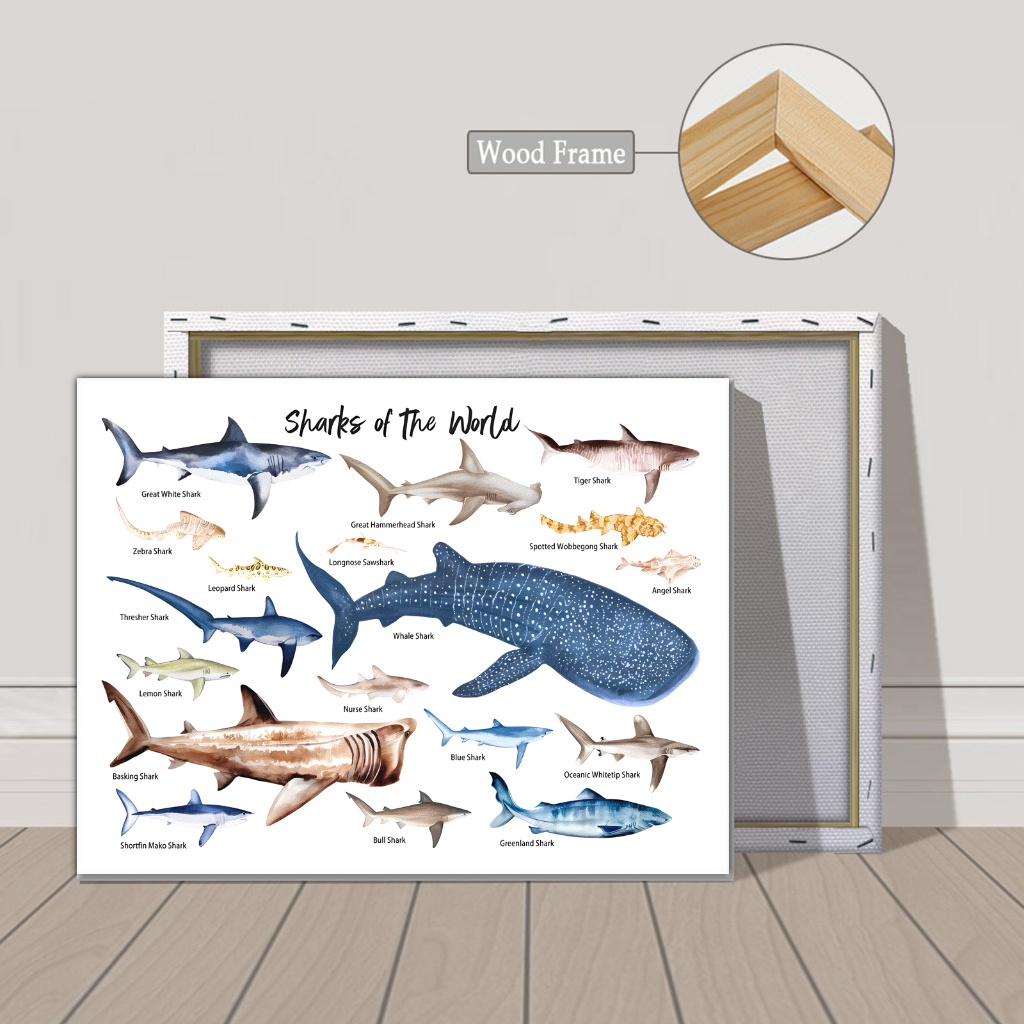 Wood Frame
Sharks of the World
Great White Shark
Great Hammerhead Shark
Tiger Shark
Zebra Shark
Longnose Sawshark
Spotted Wobbegong Shark
Leopard Shark
Angel Shark
Thresher Shark
Whale Shark
Lemon Shark
Nurse Shark
Blue Shark
Oceanic Whitetip Shark
Basking Shark
Shortfin Mako Shark
Bull Shark
Greenland Shark